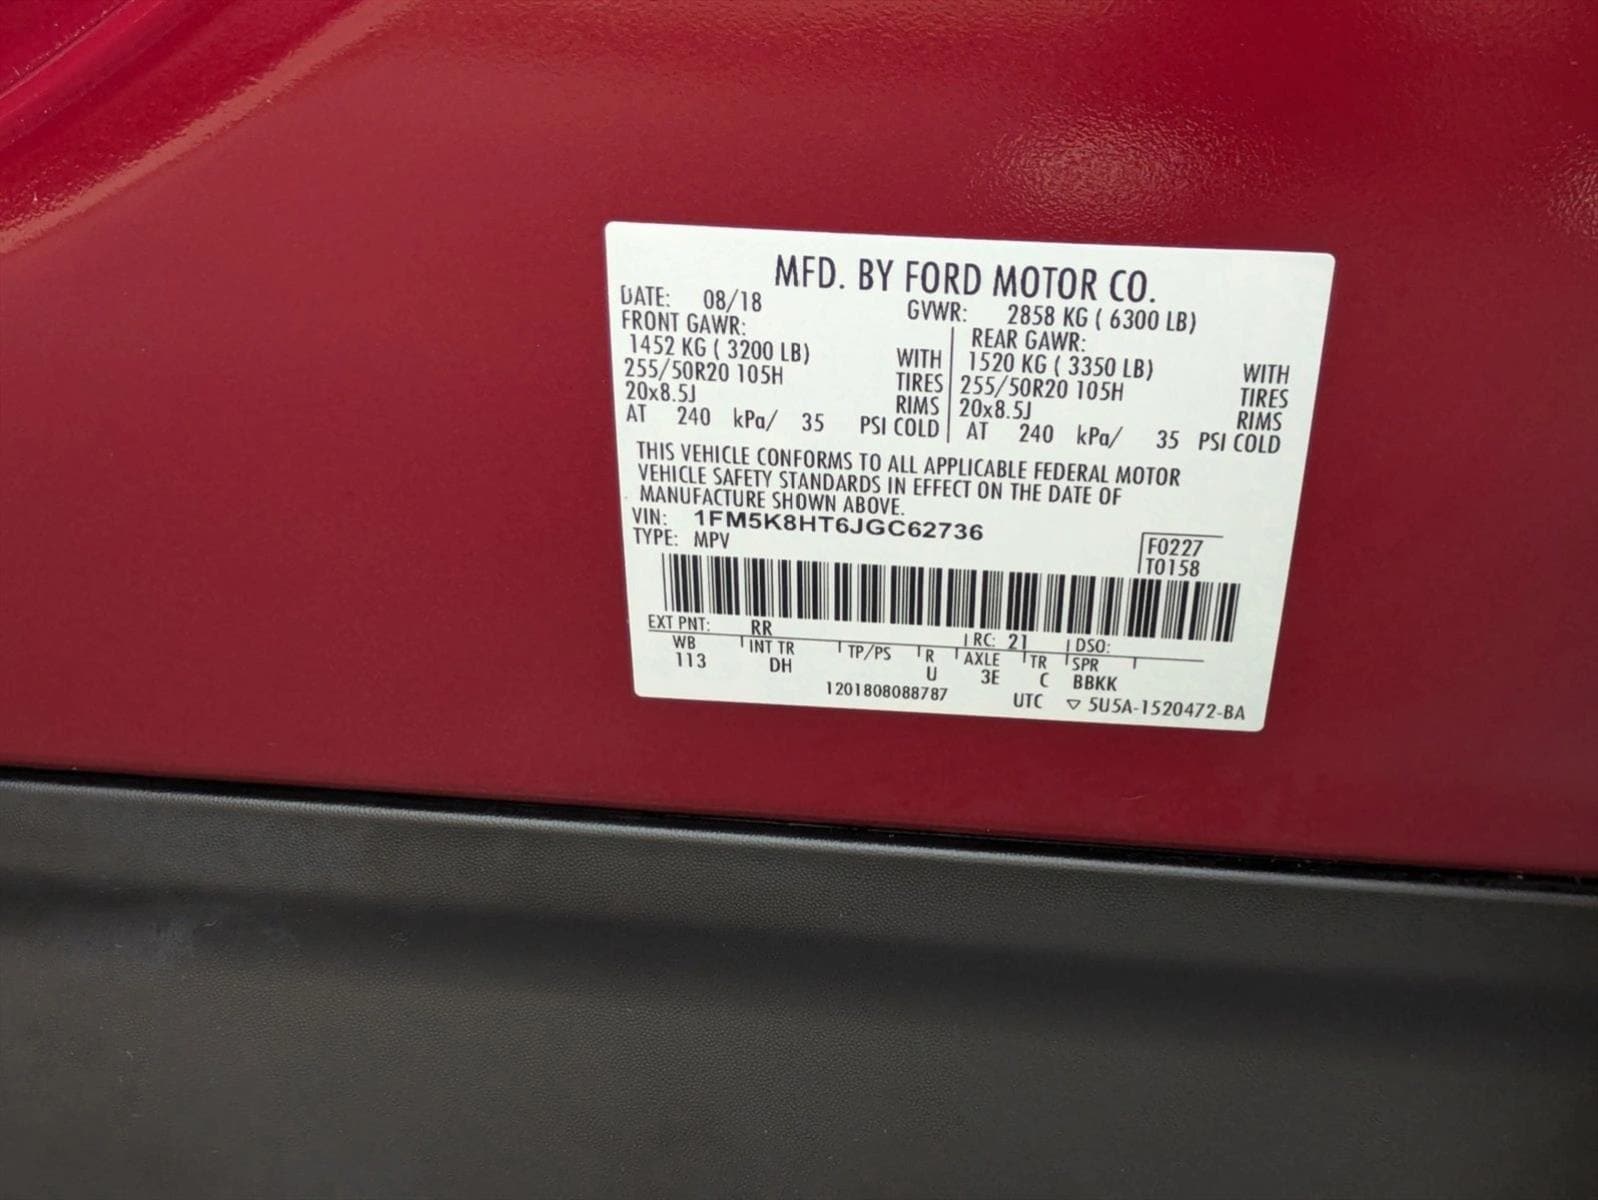 MFD. BY FORD MOTOR CO.
DATE: 08/18 GVWR: 2858 KG ( 6300 LB)
FRONT GAWR: REAR GAWR:
1452 KG ( 3200 LB) WITH 1520 KG ( 3350 LB) WITH
255/50R20 105H TIRES 255/50R20 105H TIRES
20x8.5J RIMS 20x8.5J RIMS
AT 240 kPa/ 35 PSI COLD AT 240 kPa/ 35 PSI COLD
THIS VEHICLE CONFORMS TO ALL APPLICABLE FEDERAL MOTOR
VEHICLE SAFETY STANDARDS IN EFFECT ON THE DATE OF
MANUFACTURE SHOWN ABOVE.
VIN: 1FM5K8HT6JGC62736
TYPE: MPV
F0227
T0158
EXT PNT: RR RC: 21 DSO:
WB INT TR TP/PS R AXLE TR SPR
113 DH U 3E C BBKK
1201808088787 UTC ▽ 5U5A-1520472-BA